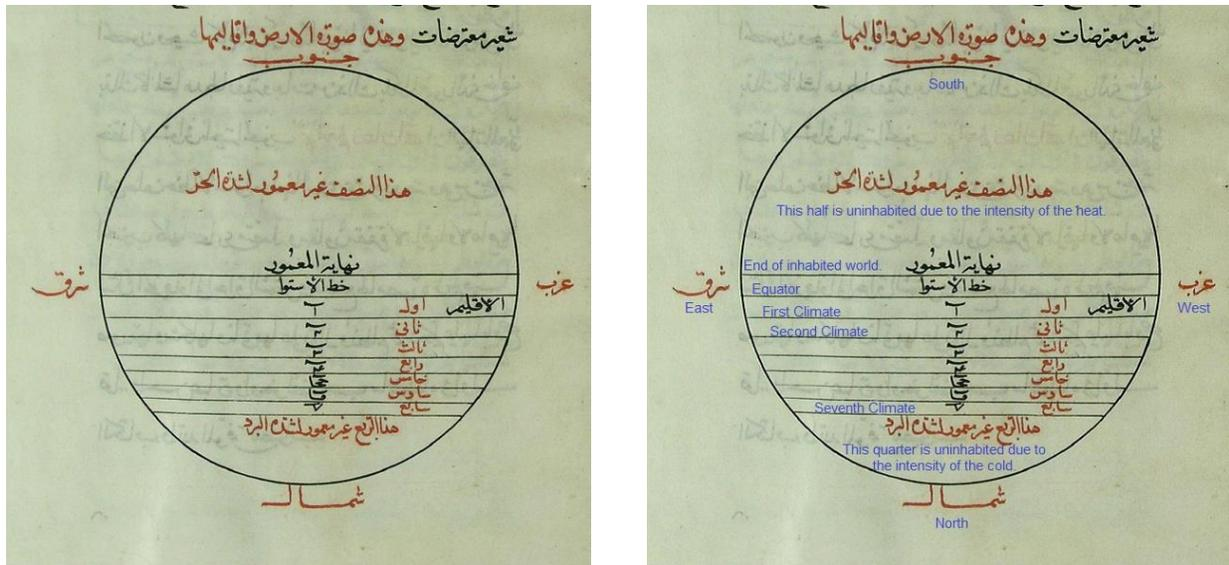 شعير معترضات وهذه صورة الارض واقاليمها
جنوب
هذا النصف غير معمور لشدة الحر
نهاية المعمور
خط الاستوا
شرق
غرب
الاقليم اول
ثاني
ثالث
رابع
خامس
سادس
سابع
هذا الربع غير معمور لشدة البرد
شمال
شعير معترضات وهذه صورة الارض واقاليمها
جنوب
South
هذا النصف غير معمور لشدة الحر
This half is uninhabited due to the intensity of the heat.
End of inhabited world. نهاية المعمور
Equator خط الاستوا
شرق
East
غرب
West
First Climate الاقليم اول
Second Climate ثاني
ثالث
رابع
خامس
سادس
Seventh Climate سابع
هذا الربع غير معمور لشدة البرد
This quarter is uninhabited due to
the intensity of the cold.
شمال
North